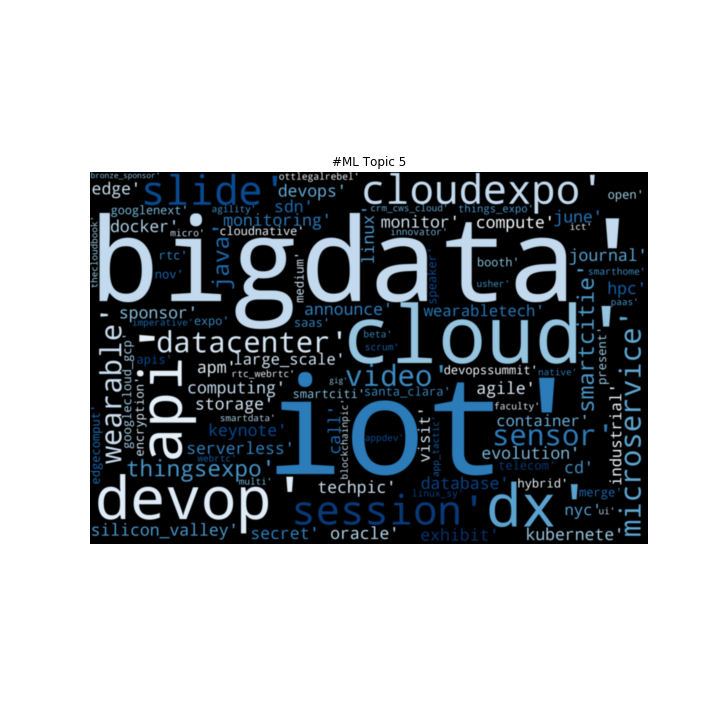 #ML Topic 5
bronze_sponsor'
ottlegalrebel'
edge'
slide'
devops'
cloudexpo'
open'
googlenext'
agility'
sdn'
crm_cws_cloud'
things_expo'
june'
docker'
micro'
cloudnative'
monitoring'
linux'
monitor'
innovator'
compute'
ict'
thecloudbook'
bigdata'
rtc'
java'
nov'
medium'
speaker'
booth'
usher'
journal'
smarthome'
hpc'
paas'
sponsor'
imperative'
expo'
announce'
saas'
wearabletech'
smartcitie'
datacenter'
cloud'
beta'
scrum'
wearable'
googlecloud_gcp'
encryption'
apis'
api'
apm'
large_scale'
rtc_webrtc'
computing'
smartciti'
gig'
video'
santa_clara'
devopssummit'
native'
agile'
present'
microservice'
storage'
smartdata'
iot'
faculty'
container'
industrial'
keynote'
call'
blockchainpic'
appdev'
visit'
app_tactic'
sensor'
edgecomput'
serverless'
webrtc'
evolution'
telecom'
cd'
thingsexpo'
multi'
techpic'
database'
linux_sy'
hybrid'
merge'
devop'
session'
dx'
nyc'
ui'
silicon_valley'
secret'
oracle'
exhibit'
kubernete'